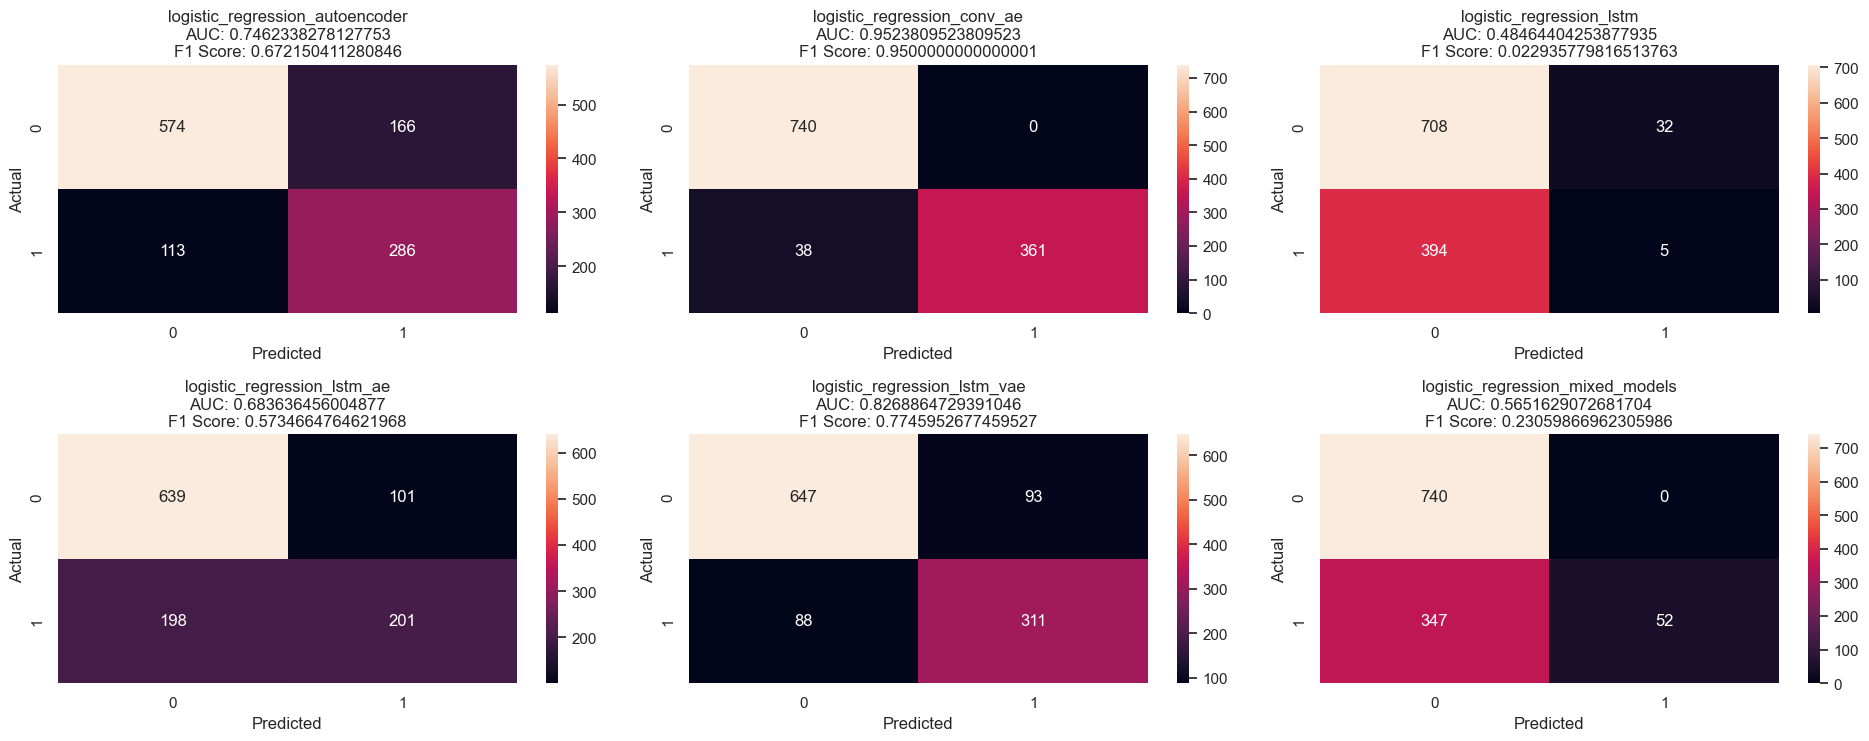 logistic_regression_autoencoder
AUC: 0.7462338278127753
F1 Score: 0.672150411280846
574
166
113
286
0
1
Actual
0
1
Predicted
500
400
300
200
logistic_regression_conv_ae
AUC: 0.9523809523809523
F1 Score: 0.9500000000000001
740
0
38
361
0
1
Actual
0
1
Predicted
700
600
500
400
300
200
100
0
logistic_regression_lstm
AUC: 0.48464404253877935
F1 Score: 0.022935779816513763
708
32
394
5
0
1
Actual
0
1
Predicted
700
600
500
400
300
200
100
logistic_regression_lstm_ae
AUC: 0.683636456004877
F1 Score: 0.5734664764621968
639
101
198
201
0
1
Actual
0
1
Predicted
600
500
400
300
200
logistic_regression_lstm_vae
AUC: 0.8268864729391046
F1 Score: 0.7745952677459527
647
93
88
311
0
1
Actual
0
1
Predicted
600
500
400
300
200
100
logistic_regression_mixed_models
AUC: 0.5651629072681704
F1 Score: 0.23059866962305986
740
0
347
52
0
1
Actual
0
1
Predicted
700
600
500
400
300
200
100
0